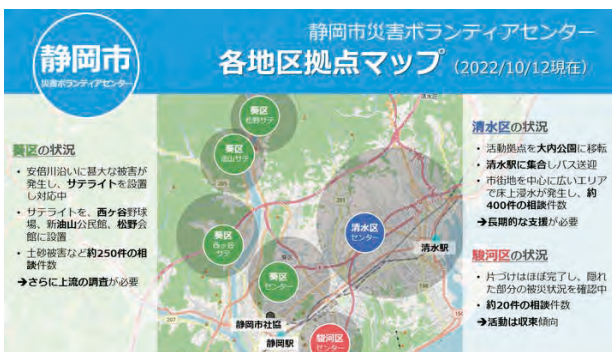 静岡市
災害ボランティアセンター
静岡市災害ボランティアセンター
各地区拠点マップ（2022/10/12現在）
葵区の状況
・安倍川沿いに甚大な被害が
発生し、サテライトを設置
し対応中
・サテライトを、西ヶ谷野球
場、新油山公民館、松野会
館に設置
・土砂被害など約250件の相
談件数
→さらに上流の調査が必要
葵区
松野サテ
葵区
油山サテ
葵区
西ヶ谷
サテ
葵区
センター
清水区
センター
駿河区
センター
清水区
清水駅
静岡市社協
静岡駅
清水区の状況
・活動拠点を大内公園に移転
・清水駅に集合しバス送迎
・市街地を中心に広いエリア
で床上浸水が発生し、約
400件の相談件数
→長期的な支援が必要
駿河区の状況
・片づけはほぼ完了し、隠れ
た部分の被災状況を確認中
・約20件の相談件数
→活動は収束傾向